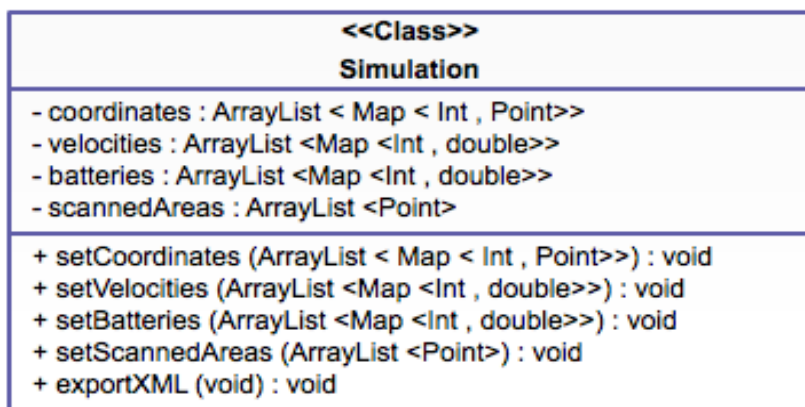 <<Class>>
Simulation
- coordinates : ArrayList < Map < Int , Point>>
- velocities : ArrayList <Map <Int , double>>
- batteries : ArrayList <Map <Int , double>>
- scannedAreas : ArrayList <Point>
+ setCoordinates (ArrayList < Map < Int , Point>>) : void
+ setVelocities (ArrayList <Map <Int , double>>) : void
+ setBatteries (ArrayList <Map <Int , double>>) : void
+ setScannedAreas (ArrayList <Point>) : void
+ exportXML (void) : void